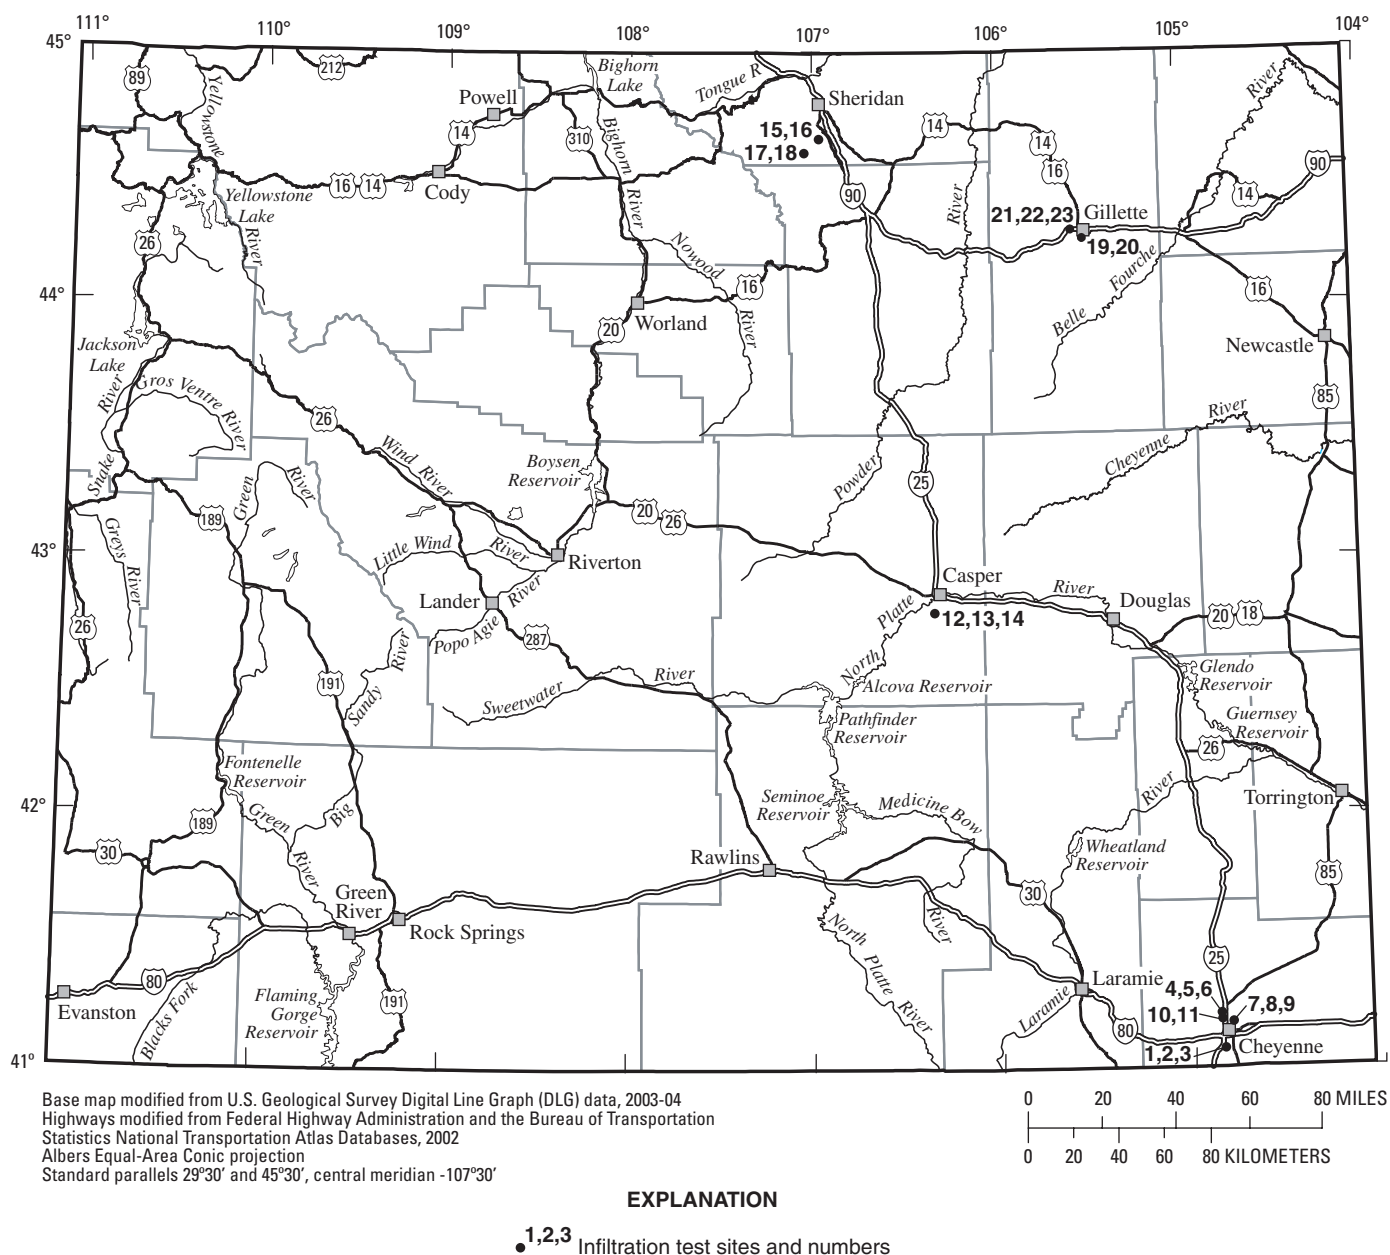 111°
110°
109°
108°
107°
106°
105°
104°
45°
89
212
Yellowstone
Bighorn
Lake
Tongue R
River
Powell
Sheridan
14
310
Bighorn
15,16
17,18
14
14
16
90
90
14
16
14
Cody
Yellowstone
Lake
River
River
River
21,22,23
Gillette
19,20
26
Nowood
16
Belle
Fourche
16
44°
Worland
20
River
Newcastle
Jackson
Lake
River
Gros Ventre River
85
26
River
Cheyenne
Wind River
Boysen
Reservoir
Snake
Green
River
Powder
25
189
20
26
Greys River
43°
Little Wind
River
Riverton
Casper
River
Douglas
Lander
River
Platte
12,13,14
20
18
26
Popo Agie
287
River
North
Glendo
Reservoir
191
Sandy
Sweetwater
River
Alcova Reservoir
Pathfinder
Reservoir
Guernsey
Reservoir
26
Fontenelle
Reservoir
42°
Seminoe
Reservoir
Medicine Bow
River
Torrington
189
Green
Big
30
River
Rawlins
Wheatland
Reservoir
85
Green
River
30
Rock Springs
North Platte River
River
25
80
Evanston
Blacks Fork
Flaming
Gorge
Reservoir
191
Laramie
Laramie
4,5,6
10,11
7,8,9
80
41°
1,2,3
Cheyenne
Base map modified from U.S. Geological Survey Digital Line Graph (DLG) data, 2003-04
Highways modified from Federal Highway Administration and the Bureau of Transportation
Statistics National Transportation Atlas Databases, 2002
Albers Equal-Area Conic projection
Standard parallels 29°30′ and 45°30′, central meridian -107°30′
0 20 40 60 80 MILES
0 20 40 60 80 KILOMETERS
EXPLANATION
1,2,3 Infiltration test sites and numbers